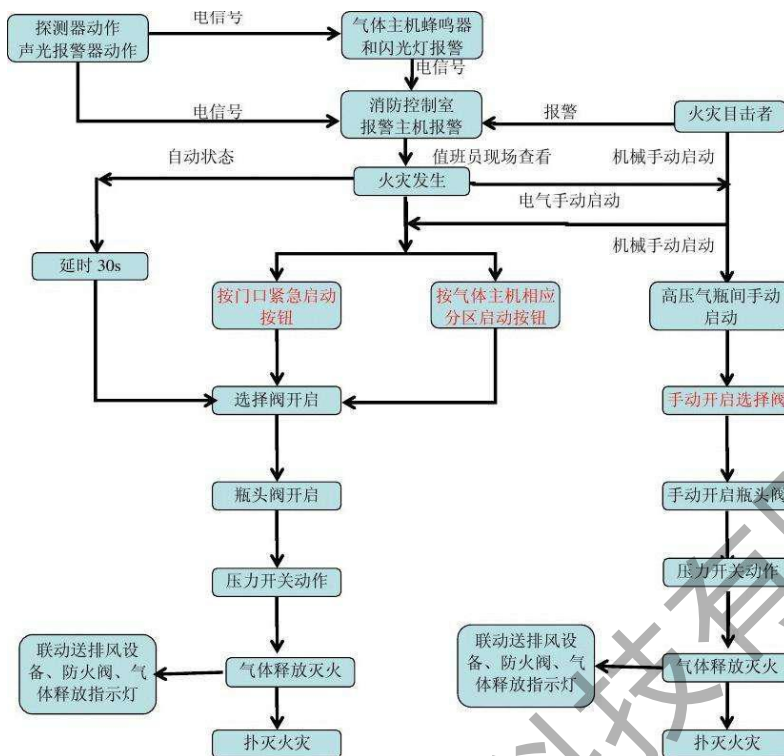 电信号
探测器动作
声光报警器动作
气体主机蜂鸣器
和闪光灯报警
电信号
电信号
消防控制室
报警主机报警
报警
火灾目击者
自动状态
值班员现场查看
机械手动启动
火灾发生
电气手动启动
机械手动启动
延时 30s
按门口紧急启动
按钮
按气体主机相应
分区启动按钮
高压气瓶间手动
启动
选择阀开启
手动开启选择阀
瓶头阀开启
手动开启瓶头阀
压力开关动作
压力开关动作
联动送排风设
备、防火阀、气
体释放指示灯
气体释放灭火
联动送排风设
备、防火阀、气
体释放指示灯
气体释放灭火
扑灭火灾
扑灭火灾
科技有